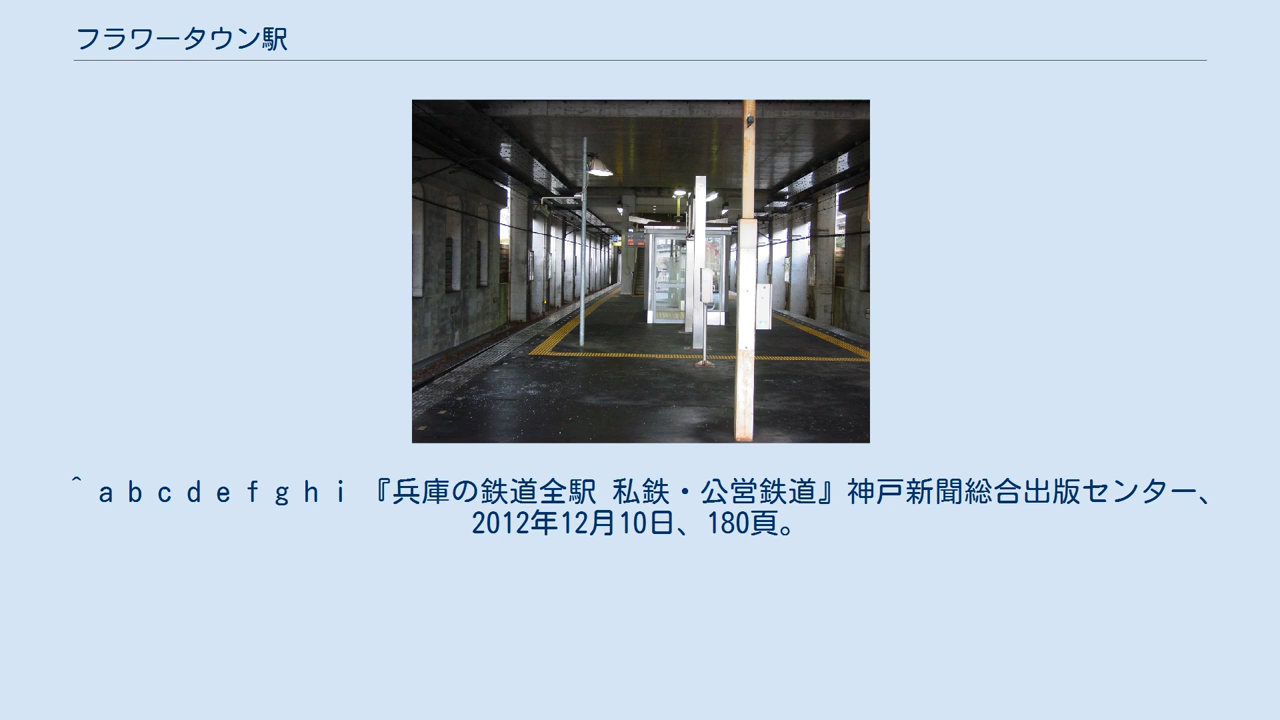 フラワータウン駅
^ a b c d e f g h i 『兵庫の鉄道全駅 私鉄・公営鉄道』神戸新聞総合出版センター、
2012年12月10日、180頁。